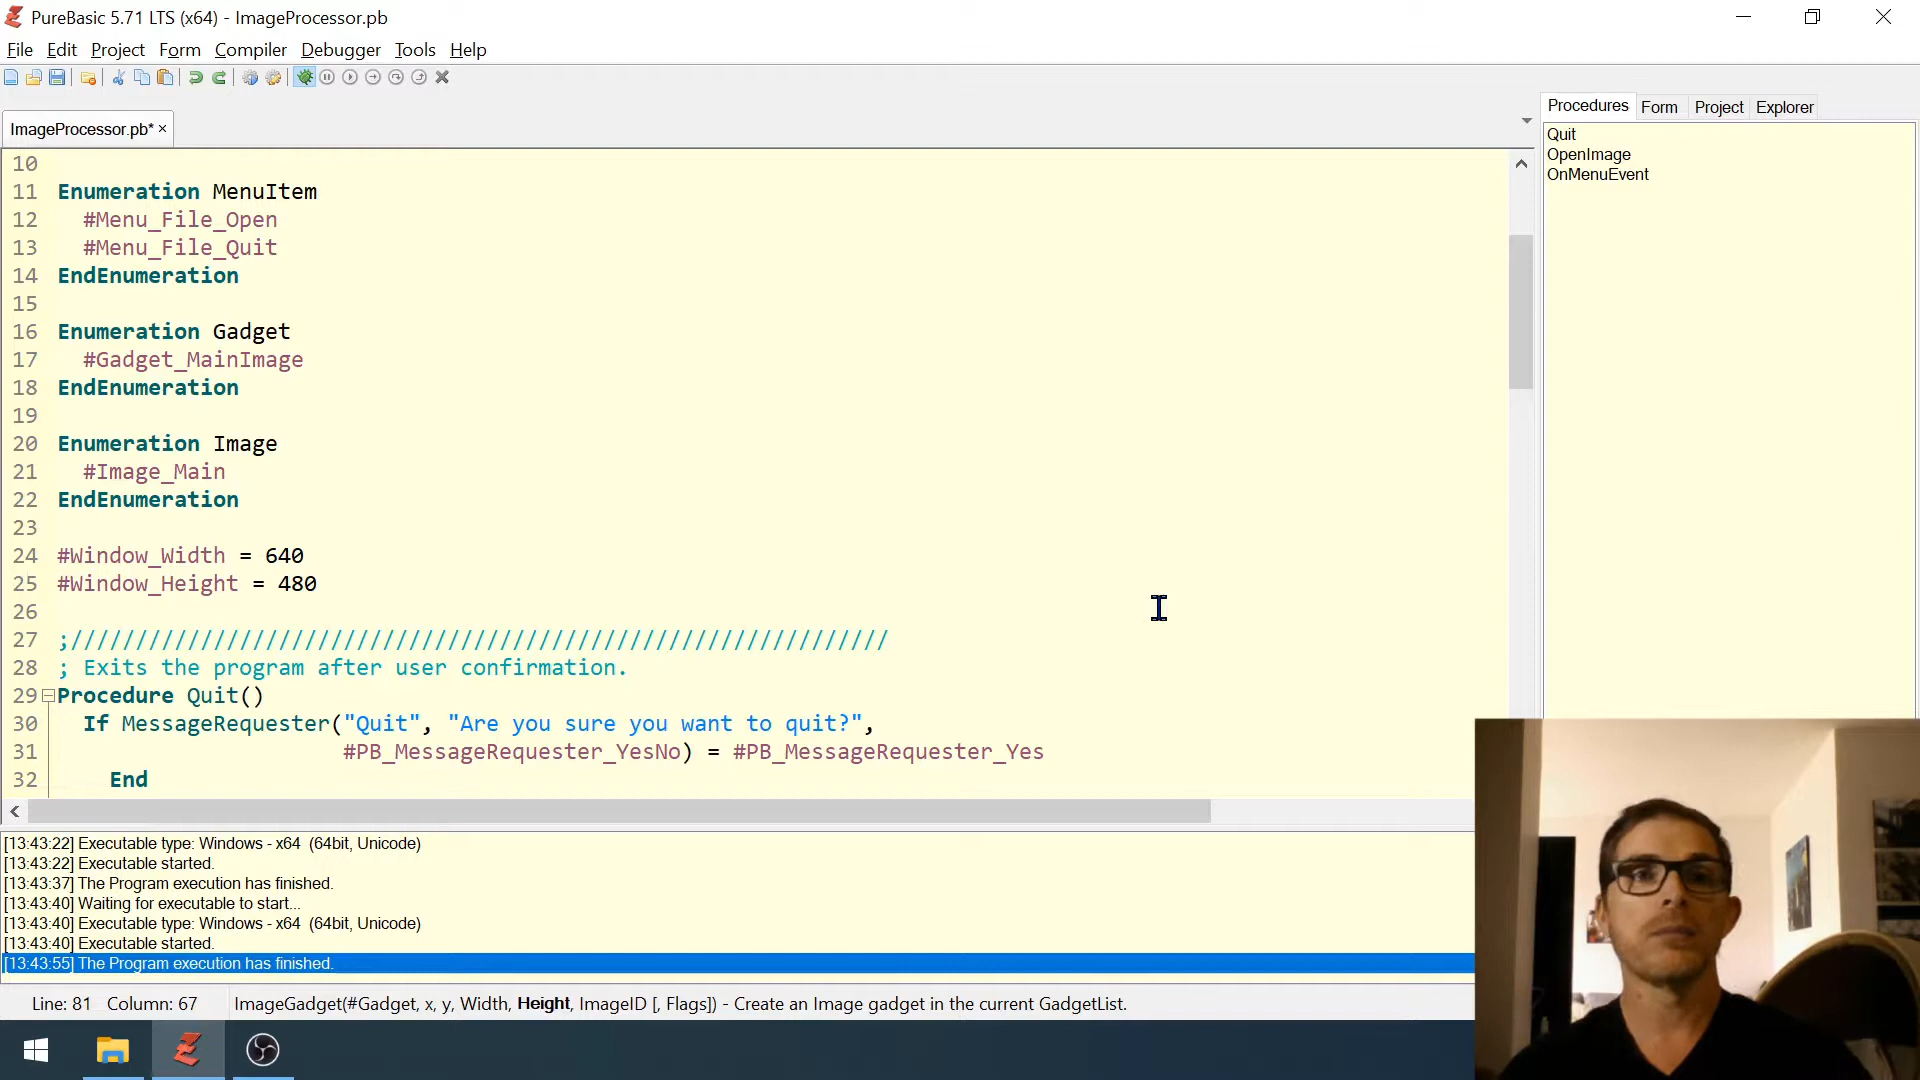 PureBasic 5.71 LTS (x64) - ImageProcessor.pb
File Edit Project Form Compiler Debugger Tools Help
ImageProcessor.pb* ×
Procedures Form Project Explorer
Quit
OpenImage
OnMenuEvent
10
11 Enumeration MenuItem
12 #Menu_File_Open
13 #Menu_File_Quit
14 EndEnumeration
15
16 Enumeration Gadget
17 #Gadget_MainImage
18 EndEnumeration
19
20 Enumeration Image
21 #Image_Main
22 EndEnumeration
23
24 #Window_Width = 640
25 #Window_Height = 480
26
27 ;///////////////////////////////////////////////////////////////
28 ; Exits the program after user confirmation.
29 Procedure Quit()
30 If MessageRequester("Quit", "Are you sure you want to quit?",
31 #PB_MessageRequester_YesNo) = #PB_MessageRequester_Yes
32 End
[13:43:22] Executable type: Windows - x64 (64bit, Unicode)
[13:43:22] Executable started.
[13:43:37] The Program execution has finished.
[13:43:40] Waiting for executable to start...
[13:43:40] Executable type: Windows - x64 (64bit, Unicode)
[13:43:40] Executable started.
[13:43:55] The Program execution has finished.
Line: 81 Column: 67 ImageGadget(#Gadget, x, y, Width, Height, ImageID [, Flags]) - Create an Image gadget in the current GadgetList.